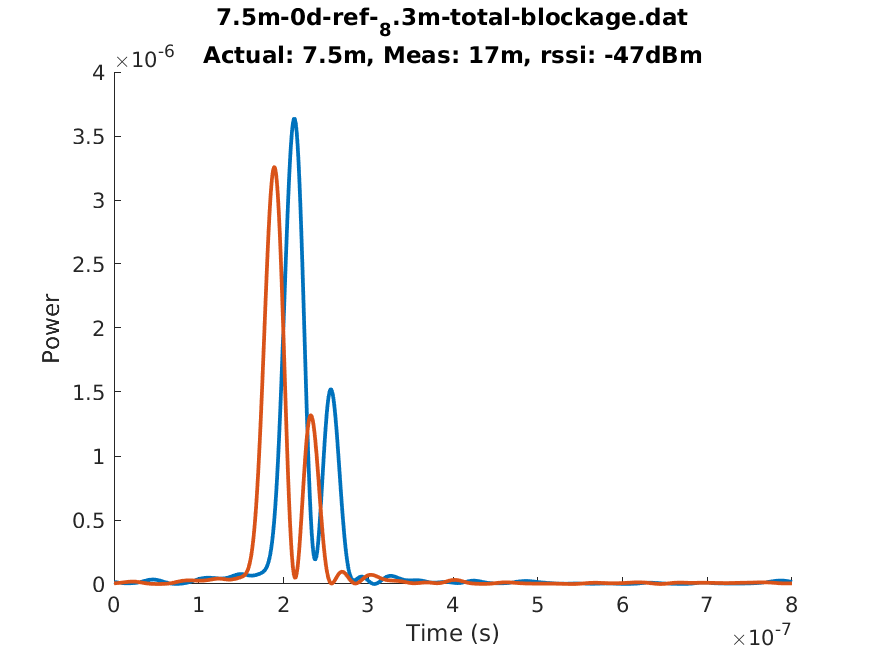 7.5m-0d-ref-8.3m-total-blockage.dat
Actual: 7.5m, Meas: 17m, rssi: -47dBm
×10-6
4
3.5
3
2.5
2
1.5
1
0.5
0
Power
0 1 2 3 4 5 6 7 8
Time (s)
×10-7